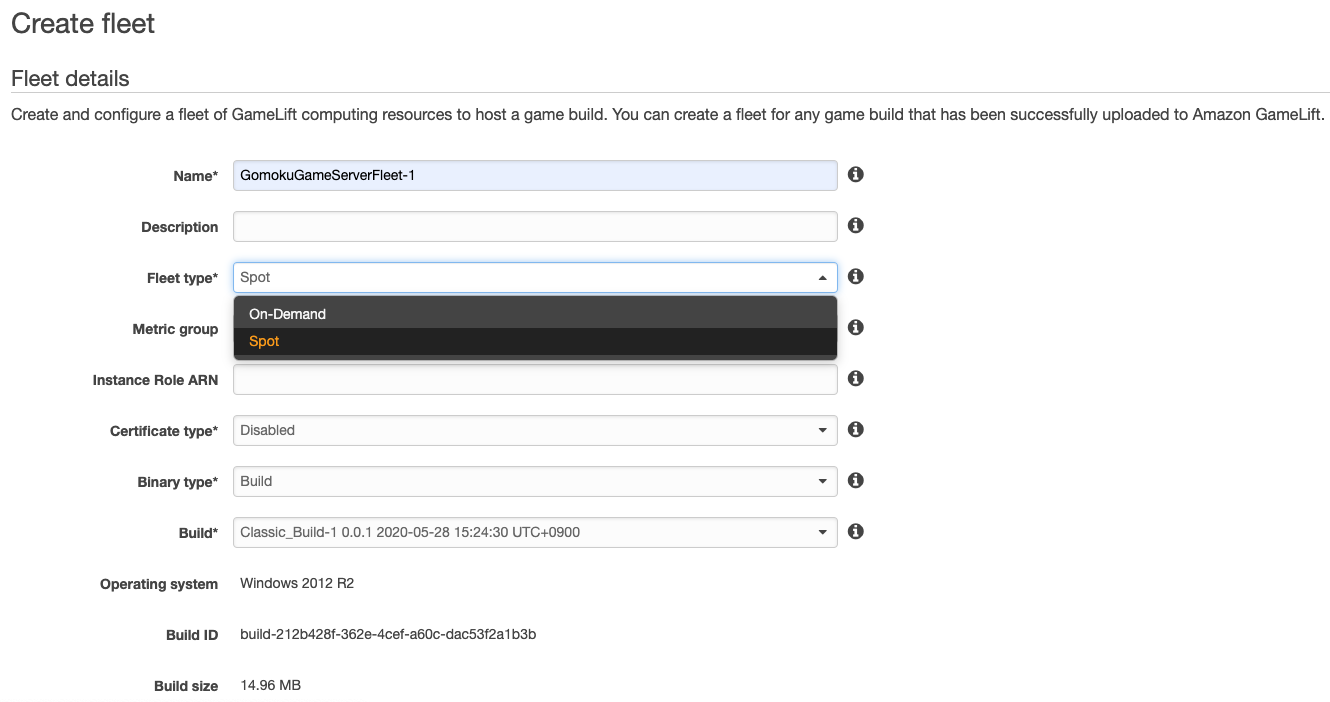 Create fleet
Fleet details
Create and configure a fleet of GameLift computing resources to host a game build. You can create a fleet for any game build that has been successfully uploaded to Amazon GameLift.
Name* GomokuGameServerFleet-1
Description
Fleet type* Spot
On-Demand
Metric group
Spot
Instance Role ARN
Certificate type* Disabled
Binary type* Build
Build* Classic_Build-1 0.0.1 2020-05-28 15:24:30 UTC+0900
Operating system Windows 2012 R2
Build ID build-212b428f-362e-4cef-a60c-dac53f2a1b3b
Build size 14.96 MB